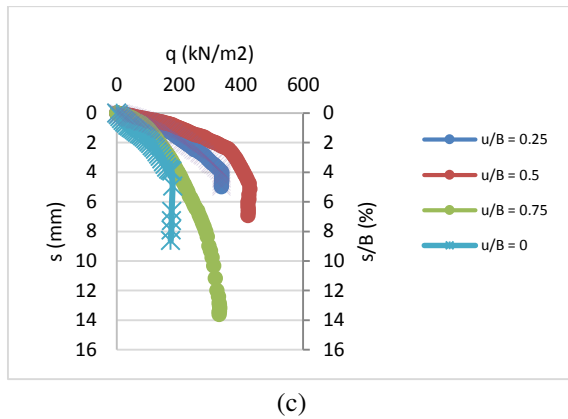 q (kN/m2)
0 200 400 600
0 0
2 2
4 4
6 6
8 8
10 10
12 12
14 14
16 16
s (mm)
s/B (%)
u/B = 0.25
u/B = 0.5
u/B = 0.75
u/B = 0
(c)